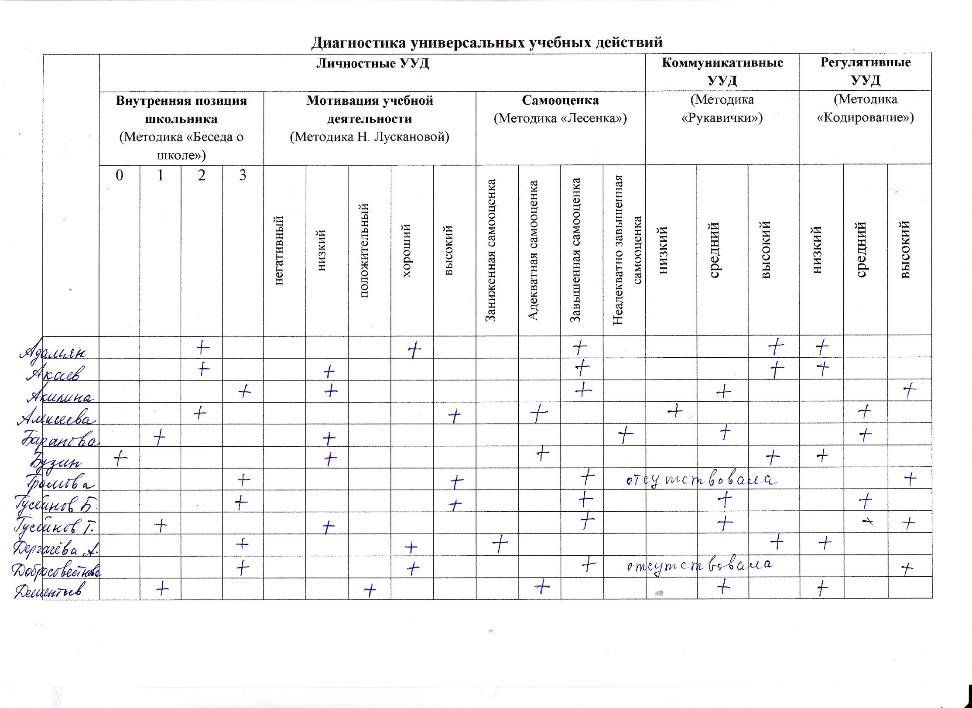 Диагностика универсальных учебных действий
Личностные УУД
Коммуникативные УУД
Регулятивные УУД
Внутренняя позиция школьника (Методика «Беседа о школе»)
Мотивация учебной деятельности (Методика Н. Лускановой)
Самооценка (Методика «Лесенка»)
(Методика «Рукавички»)
(Методика «Кодирование»)
0 1 2 3
негативный
низкий
положительный
хороший
высокий
Заниженная самооценка
Адекватная самооценка
Завышенная самооценка
Неадекватно завышенная самооценка
низкий
средний
высокий
низкий
средний
высокий
Адамян + + + + +
Акаев + + + + +
Акилина + + + + +
Алексеева + + + + +
Баранова + + + + +
Бузин + + + + +
Громова + + + отсутствовала +
Гусейнов Б. + + + + +
Гусейнов Г. + + + + + +
Дергачёва А. + + + + +
Добросовестнова + + + отсутствовала +
Дементьев + + + + +